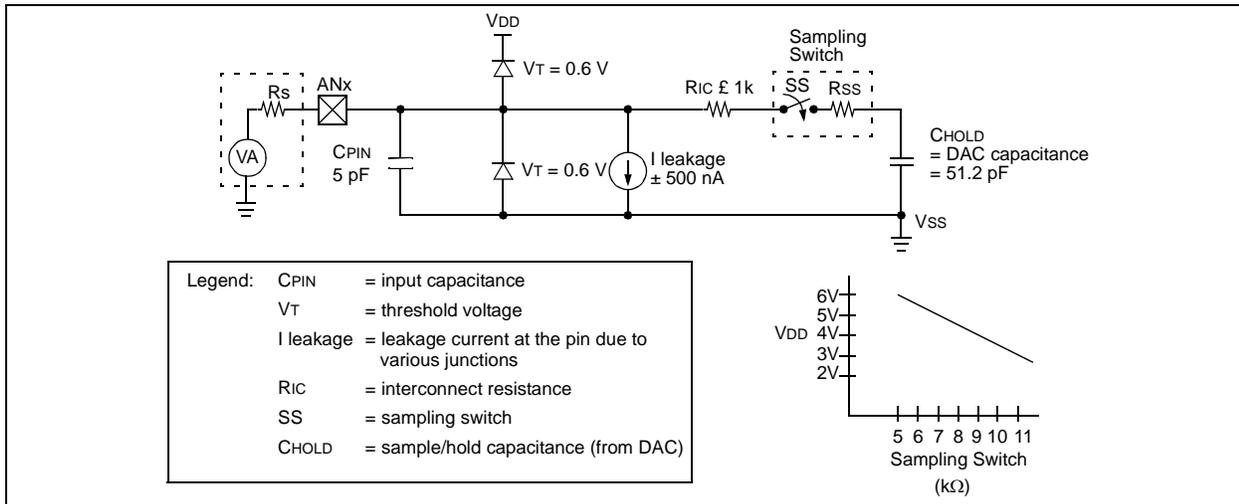 VDD
Sampling
Switch
VT = 0.6 V
ANx
Rs
RIC £ 1k
SS
RSS
VA
CPIN
5 pF
VT = 0.6 V
I leakage
± 500 nA
CHOLD
= DAC capacitance
= 51.2 pF
VSS
Legend: CPIN = input capacitance
VT = threshold voltage
I leakage = leakage current at the pin due to
various junctions
RIC = interconnect resistance
SS = sampling switch
CHOLD = sample/hold capacitance (from DAC)
6V
5V
VDD 4V
3V
2V
5 6 7 8 9 10 11
Sampling Switch
(kΩ)